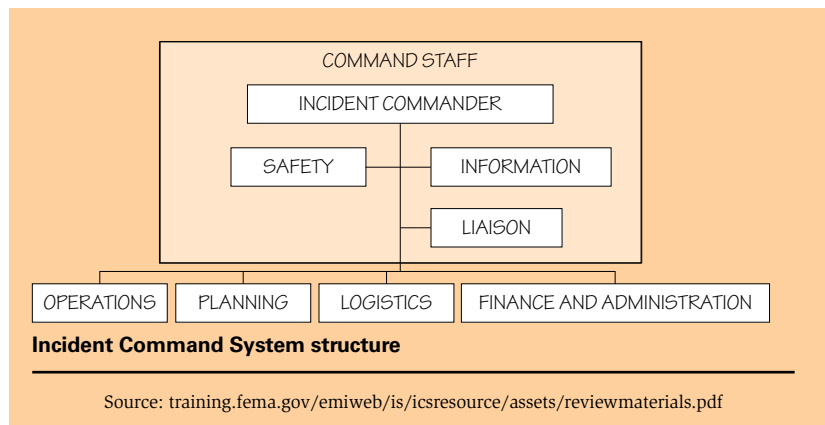 COMMAND STAFF
INCIDENT COMMANDER
SAFETY
INFORMATION
LIAISON
OPERATIONS
PLANNING
LOGISTICS
FINANCE AND ADMINISTRATION
Incident Command System structure
Source: training.fema.gov/emiweb/is/icsresource/assets/reviewmaterials.pdf